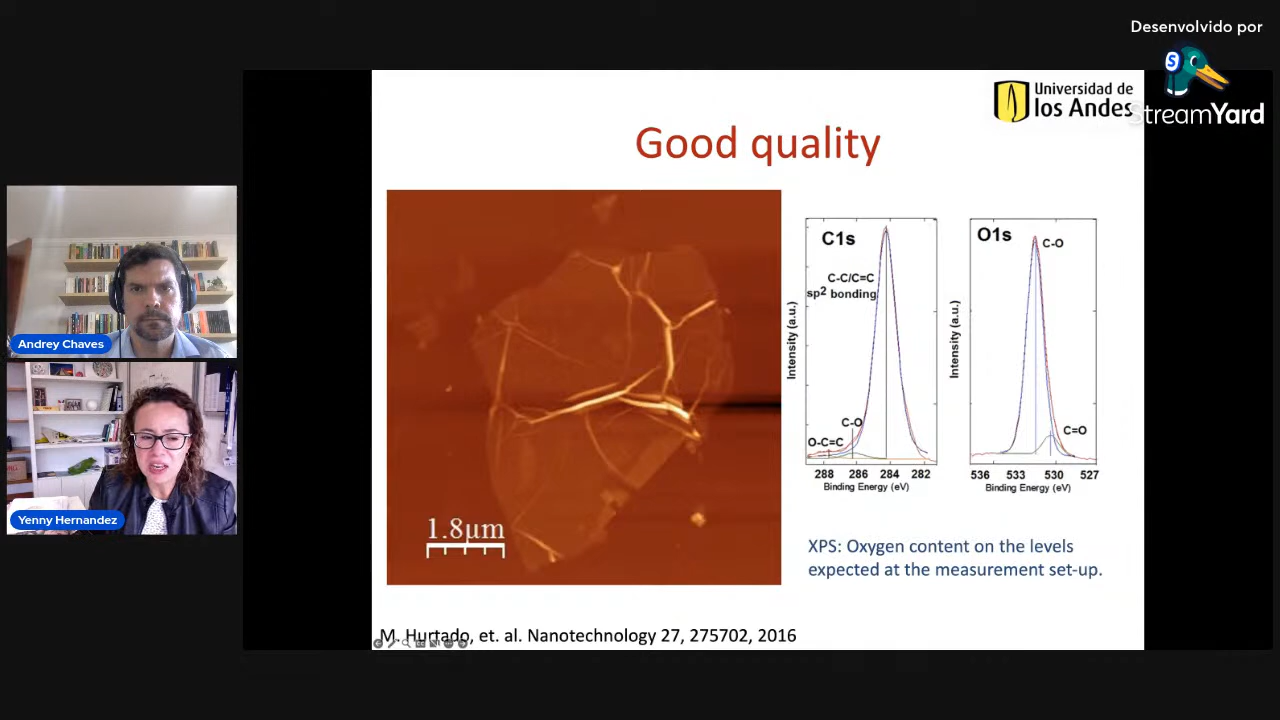 Desenvolvido por
StreamYard
Universidad de
los Andes
Good quality
1.8μm
C1s
C-C/C=C
sp2 bonding
C-O
O-C=C
Intensity (a.u.)
288 286 284 282
Binding Energy (eV)
O1s
C-O
C=O
Intensity (a.u.)
536 533 530 527
Binding Energy (eV)
XPS: Oxygen content on the levels
expected at the measurement set-up.
M. Hurtado, et. al. Nanotechnology 27, 275702, 2016
Andrey Chaves
Yenny Hernandez